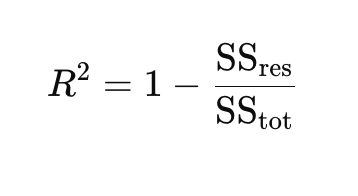 R² = 1 − SS_res / SS_tot